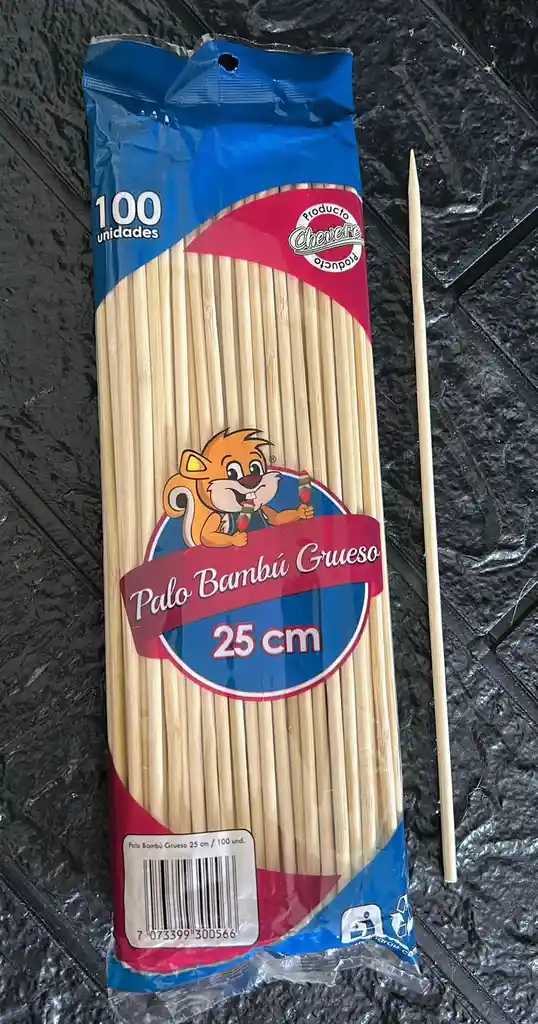 100
unidades
Producto
Chevere
Producto
®
Palo Bambú Grueso
25 cm
Palo Bambú Grueso 25 cm / 100 und.
7 073399 300566